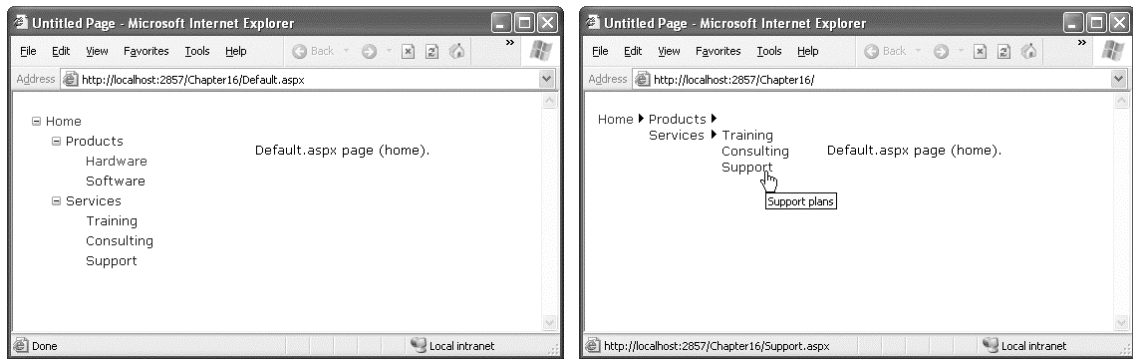 Untitled Page - Microsoft Internet Explorer
File Edit View Favorites Tools Help Back »
Address http://localhost:2857/Chapter16/Default.aspx
Home
Products
Hardware
Software
Services
Training
Consulting
Support
Default.aspx page (home).
Done Local intranet
Untitled Page - Microsoft Internet Explorer
File Edit View Favorites Tools Help Back »
Address http://localhost:2857/Chapter16/
Home Products
Services Training
Consulting
Support
Default.aspx page (home).
Support plans
http://localhost:2857/Chapter16/Support.aspx Local intranet